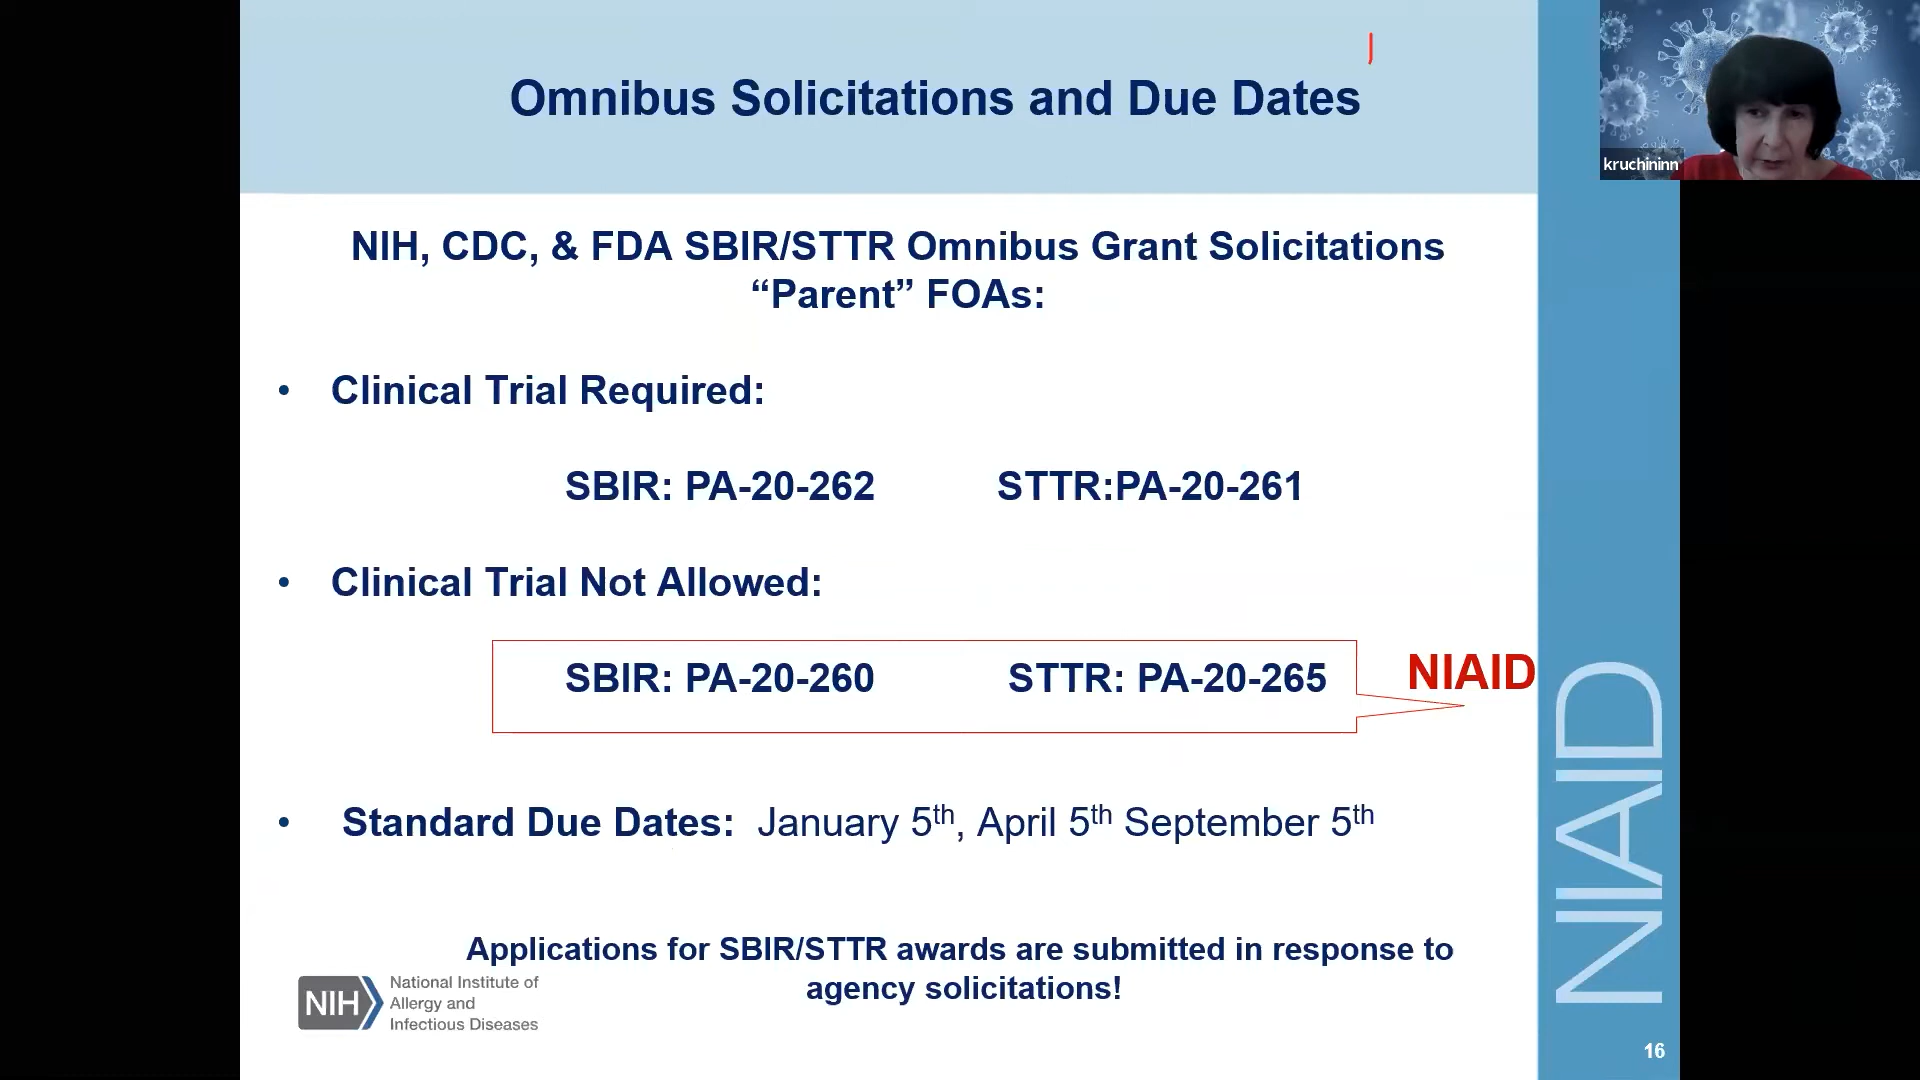 Omnibus Solicitations and Due Dates
kruchininn
NIH, CDC, & FDA SBIR/STTR Omnibus Grant Solicitations
“Parent” FOAs:
• Clinical Trial Required:
SBIR: PA-20-262 STTR:PA-20-261
• Clinical Trial Not Allowed:
SBIR: PA-20-260 STTR: PA-20-265 NIAID
• Standard Due Dates: January 5th, April 5th September 5th
Applications for SBIR/STTR awards are submitted in response to
agency solicitations!
NIH National Institute of
Allergy and
Infectious Diseases
NIAID
16